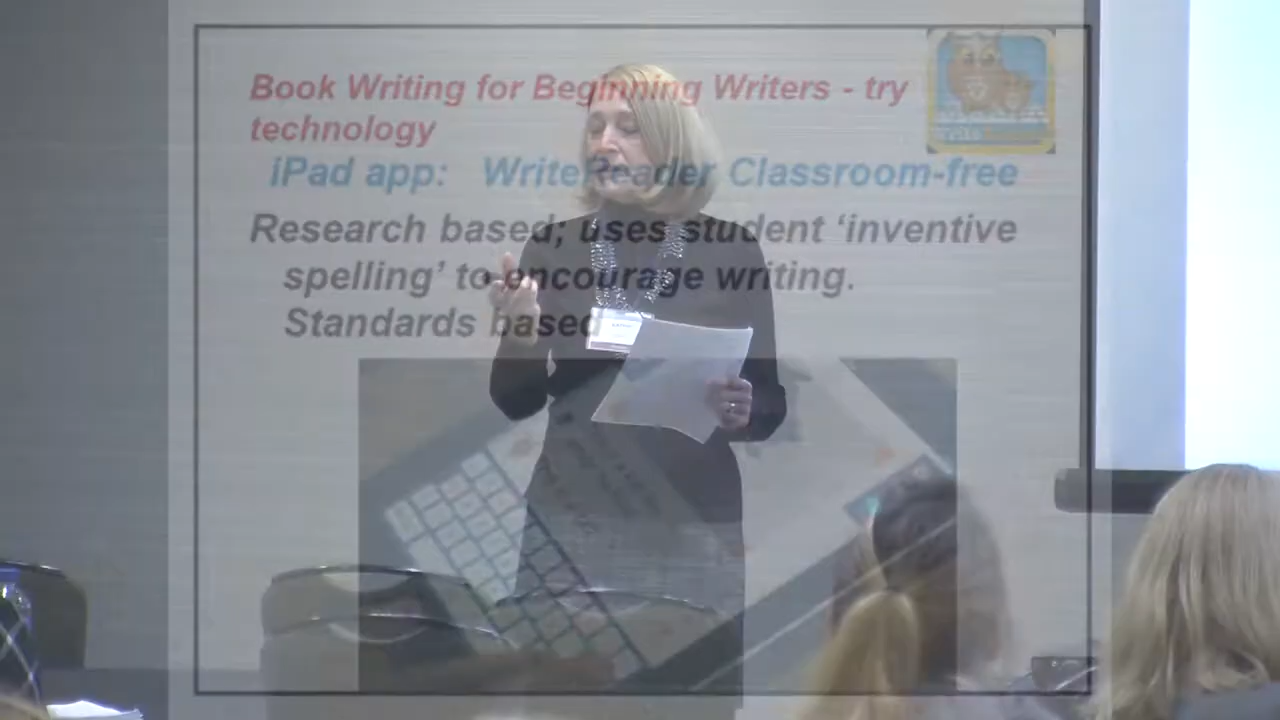 Book Writing for Beginning Writers - try
technology
iPad app: WriteReader Classroom-free
Research based; uses student ‘inventive
spelling’ to encourage writing.
Standards based